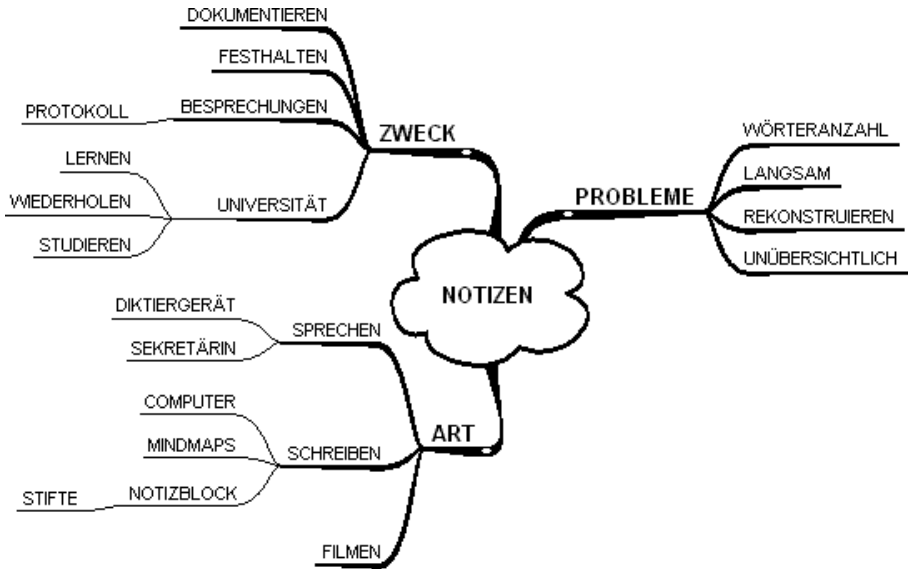 NOTIZEN
ZWECK
DOKUMENTIEREN
FESTHALTEN
BESPRECHUNGEN
PROTOKOLL
UNIVERSITÄT
LERNEN
WIEDERHOLEN
STUDIEREN
PROBLEME
WÖRTERANZAHL
LANGSAM
REKONSTRUIEREN
UNÜBERSICHTLICH
ART
SPRECHEN
DIKTIERGERÄT
SEKRETÄRIN
SCHREIBEN
COMPUTER
MINDMAPS
NOTIZBLOCK
STIFTE
FILMEN